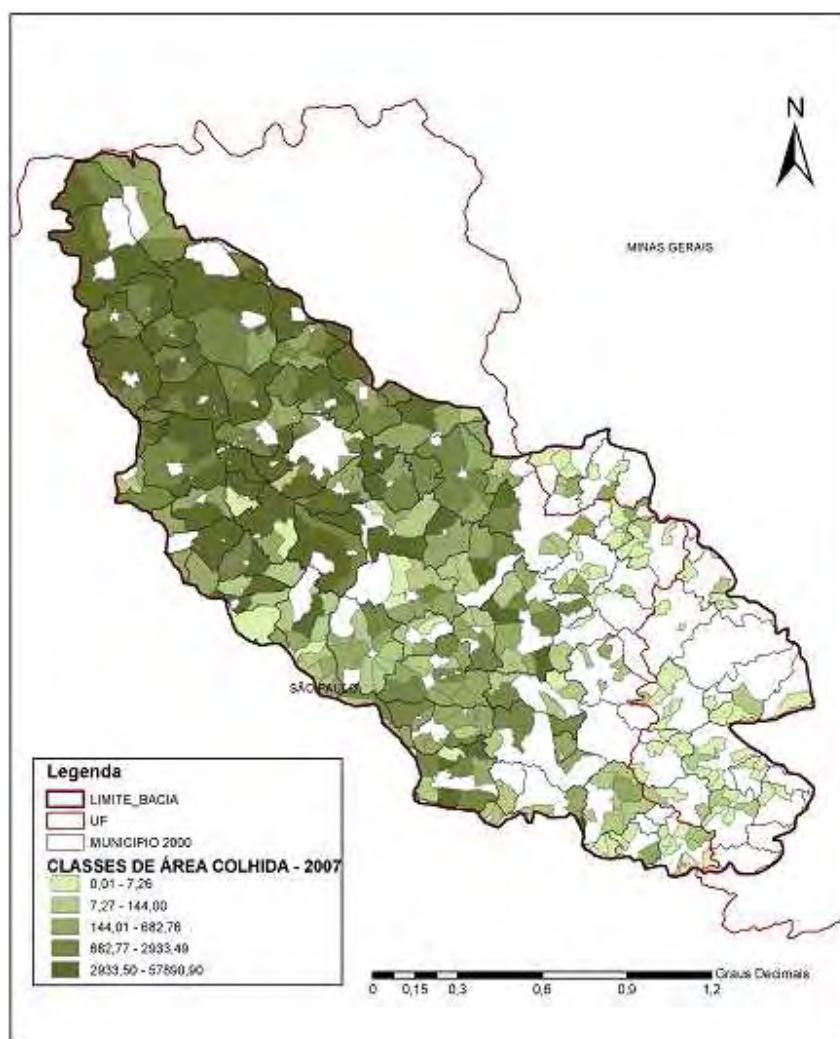 N
MINAS GERAIS
SÃO PAULO
Legenda
LIMITE_BACIA
UF
MUNICIPIO 2000
CLASSES DE ÁREA COLHIDA - 2007
0,01 - 7,26
7,27 - 144,00
144,01 - 682,76
682,77 - 2933,49
2933,50 - 57890,90
Graus Decimais
0 0,15 0,3 0,6 0,9 1,2